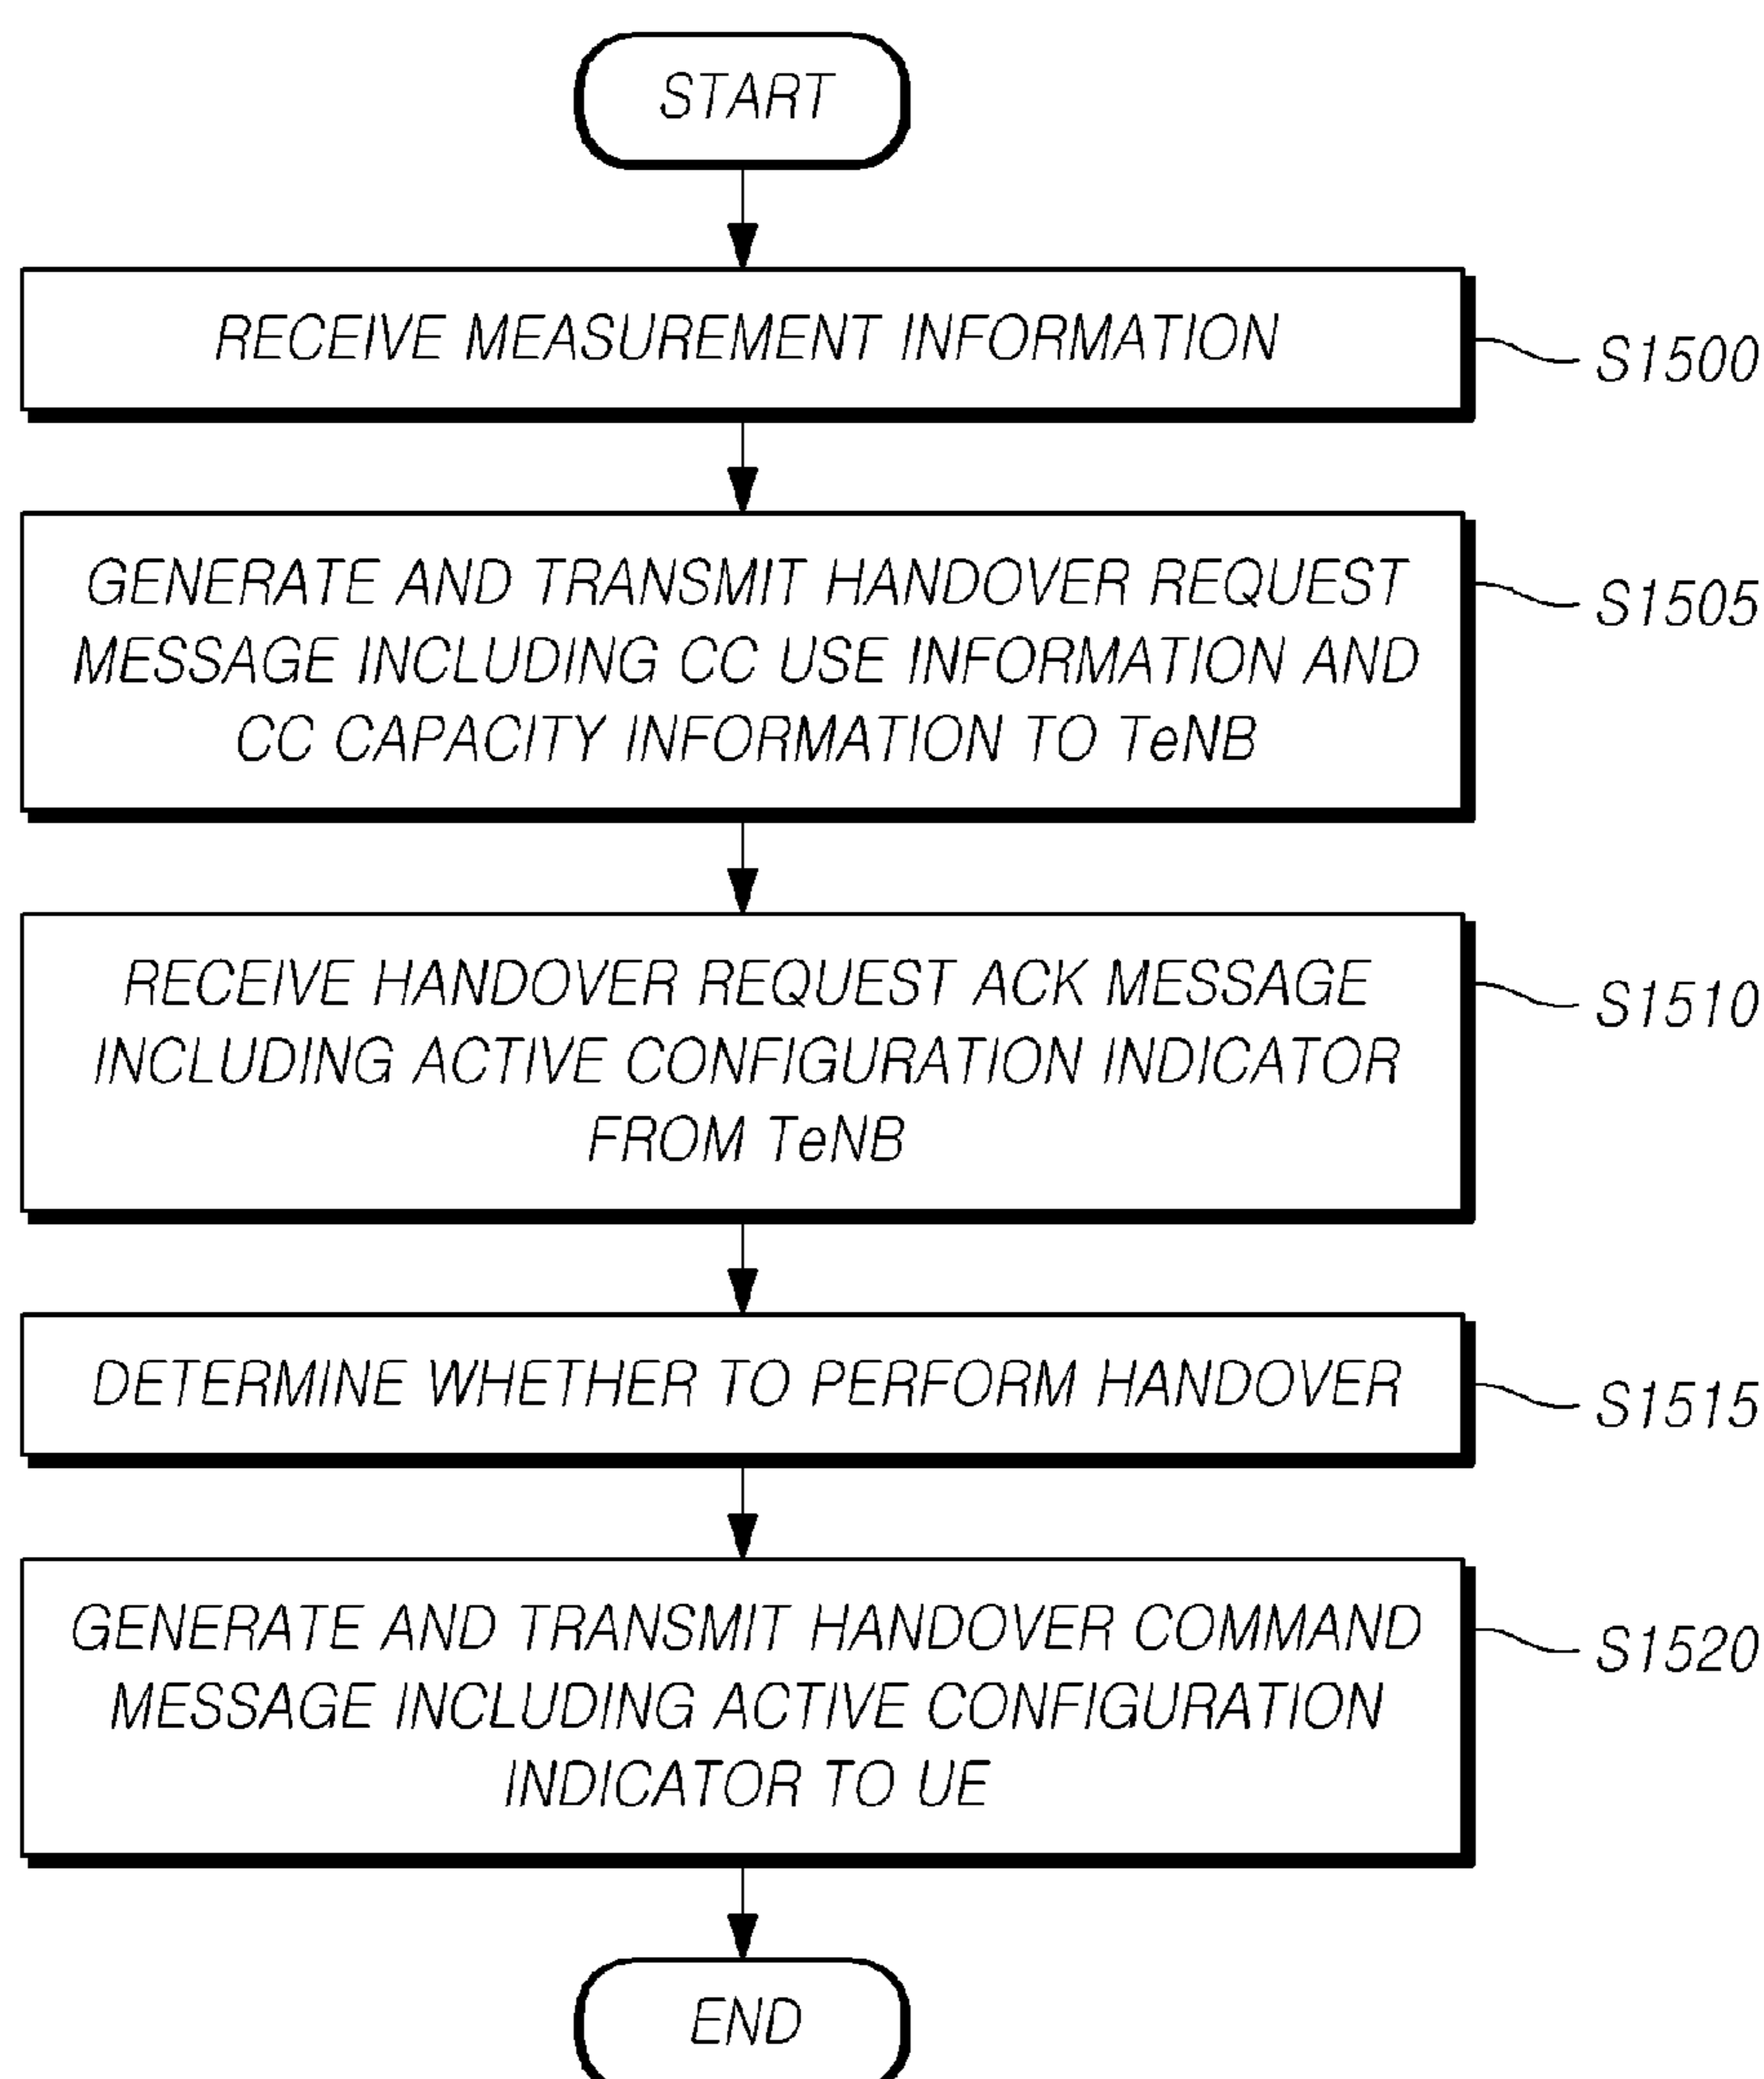 START
RECEIVE MEASUREMENT INFORMATION
S1500
GENERATE AND TRANSMIT HANDOVER REQUEST
MESSAGE INCLUDING CC USE INFORMATION AND
CC CAPACITY INFORMATION TO TeNB
S1505
RECEIVE HANDOVER REQUEST ACK MESSAGE
INCLUDING ACTIVE CONFIGURATION INDICATOR
FROM TeNB
S1510
DETERMINE WHETHER TO PERFORM HANDOVER
S1515
GENERATE AND TRANSMIT HANDOVER COMMAND
MESSAGE INCLUDING ACTIVE CONFIGURATION
INDICATOR TO UE
S1520
END